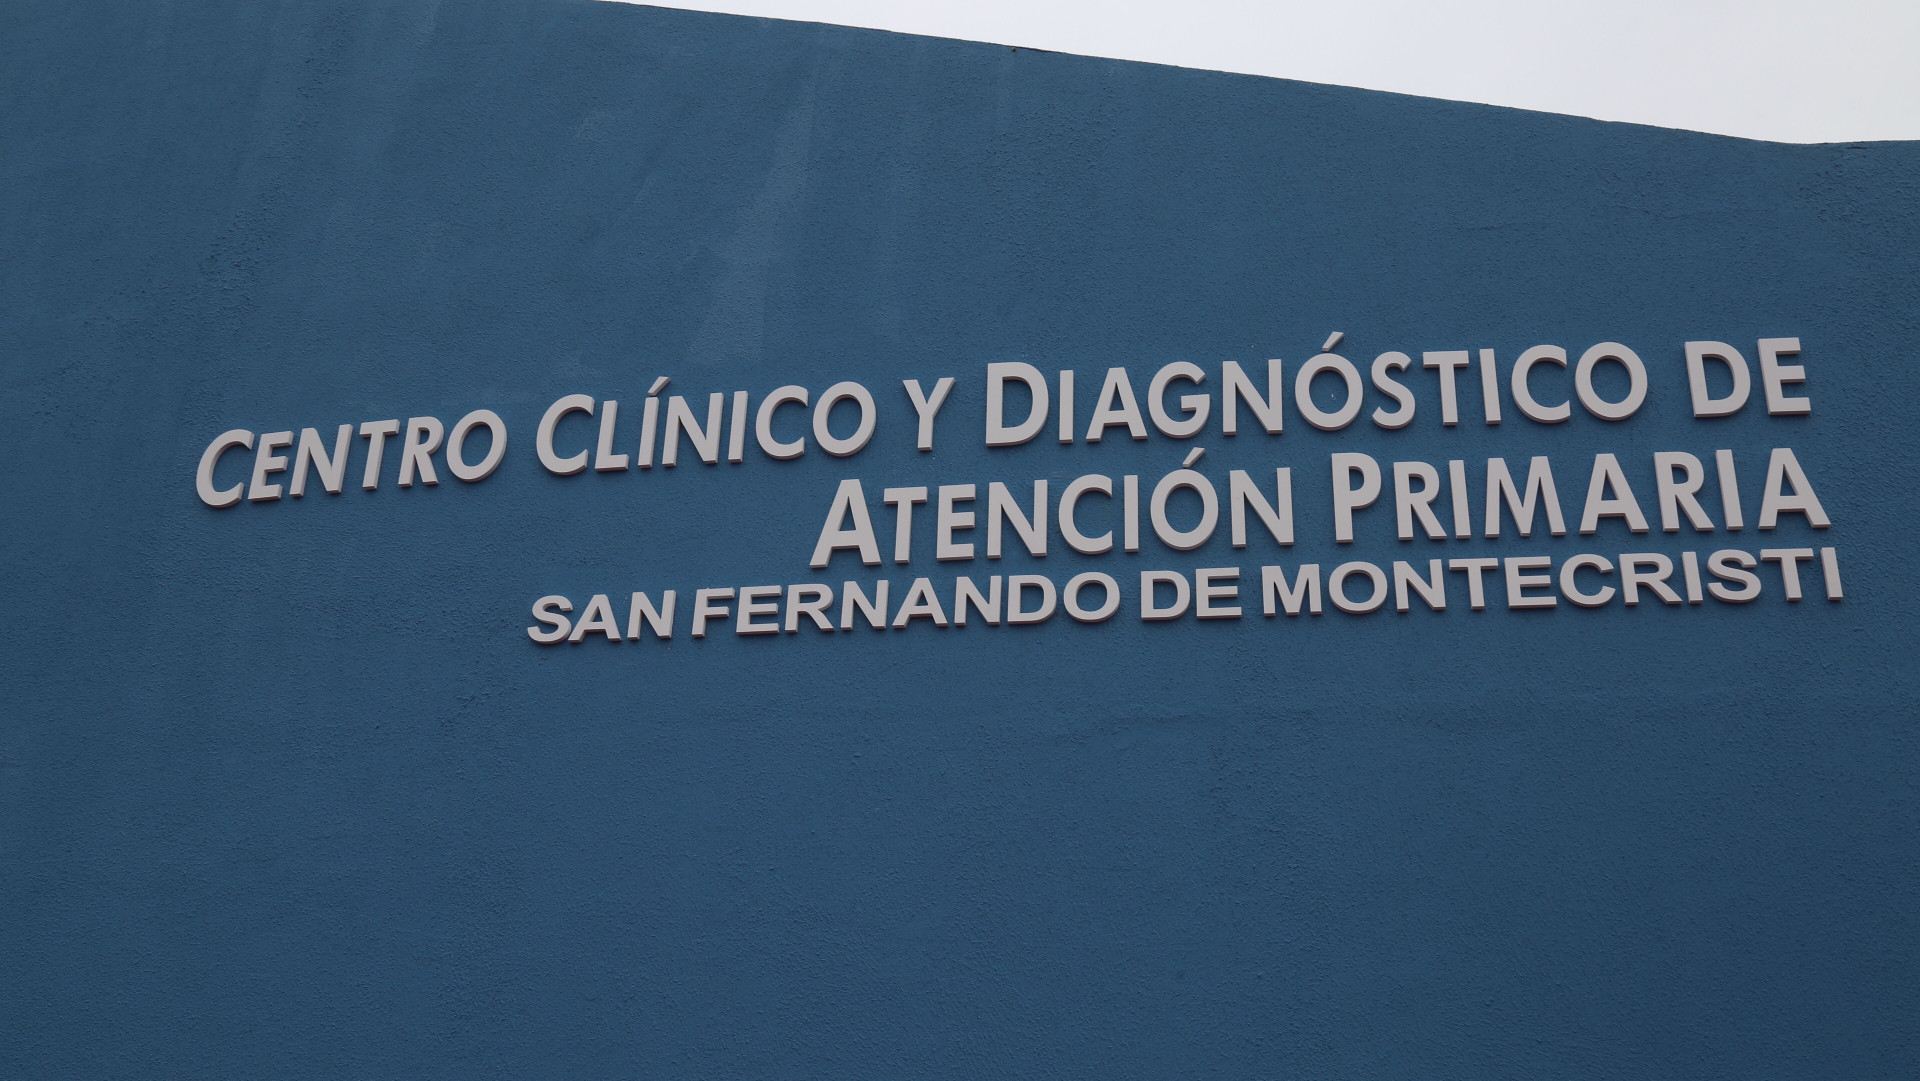 CENTRO CLÍNICO Y DIAGNÓSTICO DE
ATENCIÓN PRIMARIA
SAN FERNANDO DE MONTECRISTI